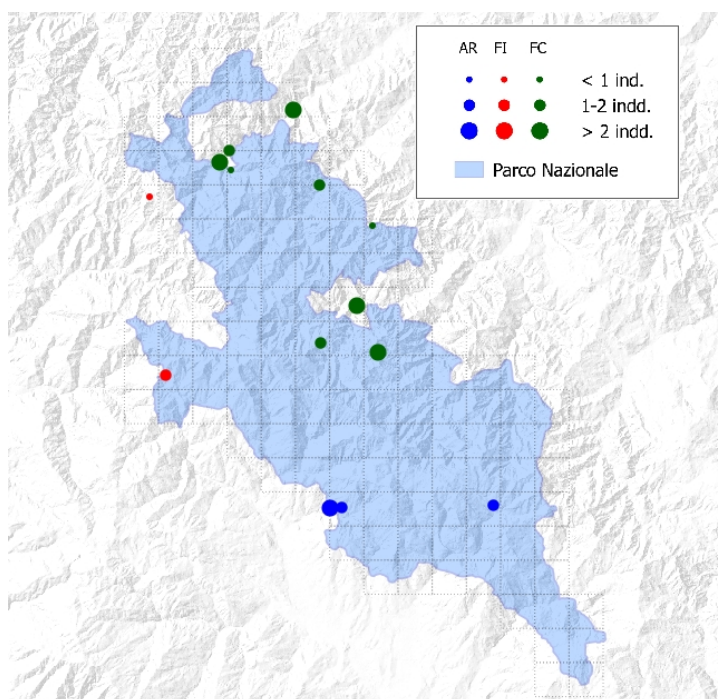 AR FI FC
< 1 ind.
1-2 indd.
> 2 indd.
Parco Nazionale